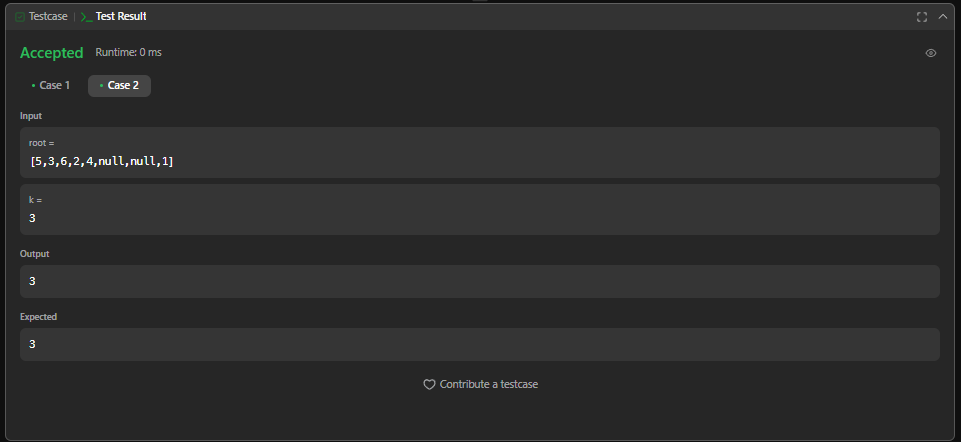 Testcase | >_ Test Result
Accepted Runtime: 0 ms
• Case 1 • Case 2
Input
root =
[5,3,6,2,4,null,null,1]
k =
3
Output
3
Expected
3
Contribute a testcase